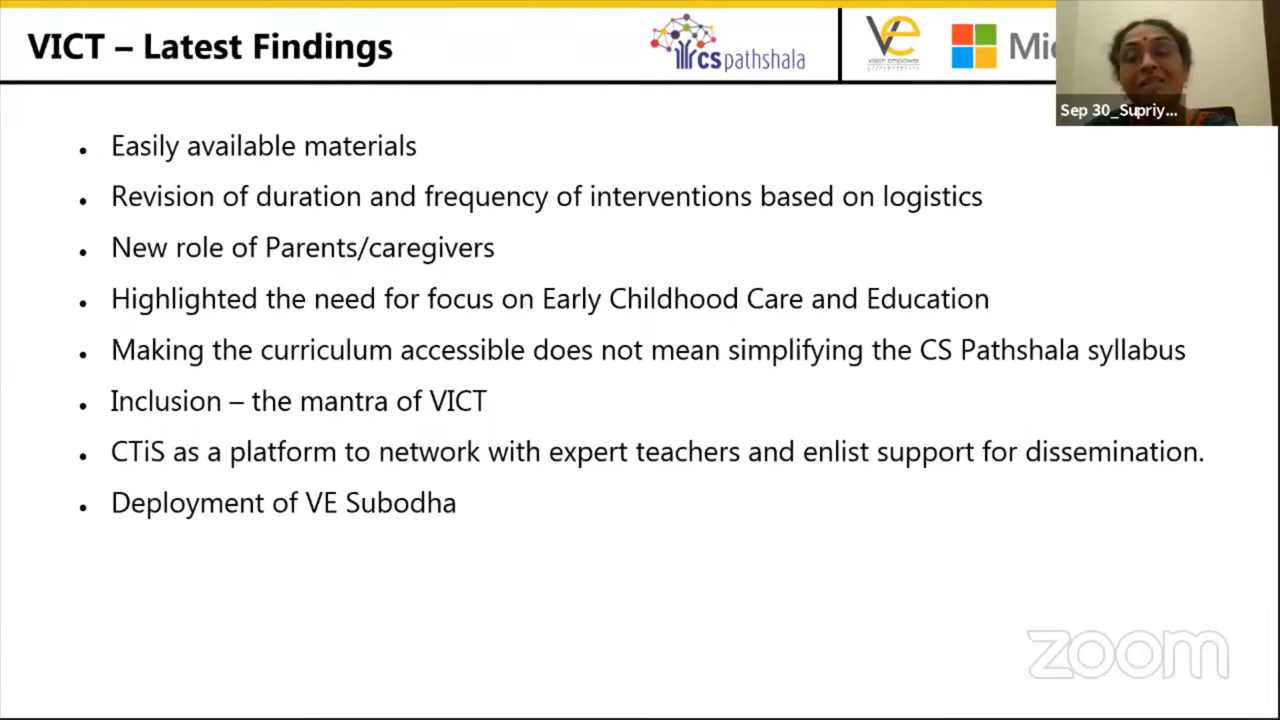 VICT – Latest Findings
CS pathshala
VE
vision empower
Mic
Sep 30_Supriy...
Easily available materials
Revision of duration and frequency of interventions based on logistics
New role of Parents/caregivers
Highlighted the need for focus on Early Childhood Care and Education
Making the curriculum accessible does not mean simplifying the CS Pathshala syllabus
Inclusion – the mantra of VICT
CTiS as a platform to network with expert teachers and enlist support for dissemination.
Deployment of VE Subodha
zoom